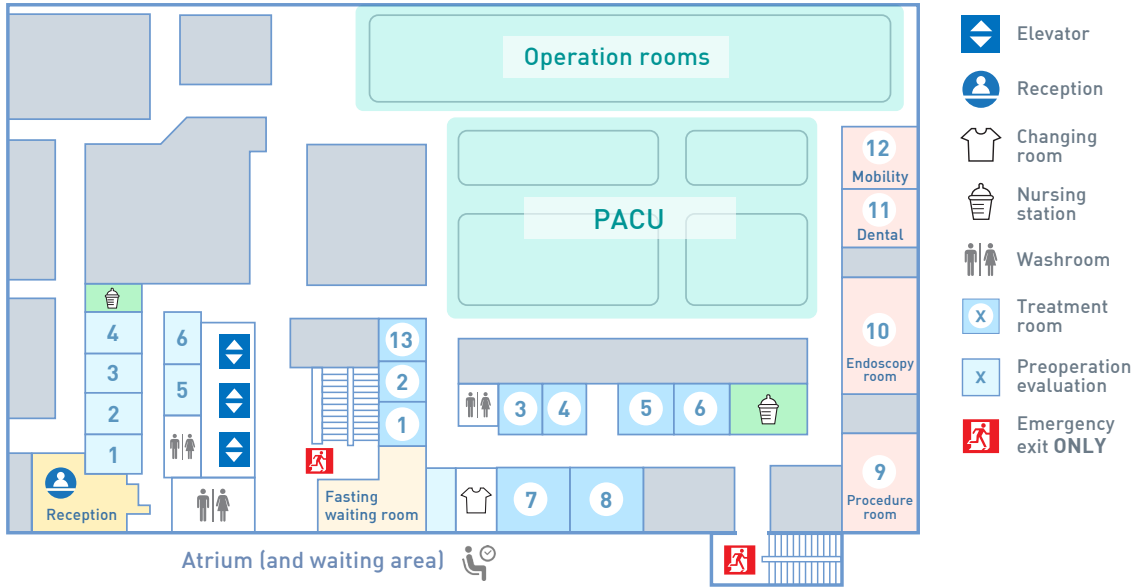 Operation rooms
PACU
12
Mobility
11
Dental
10
Endoscopy
room
9
Procedure
room
4
3
2
1
6
5
13
2
1
3
4
5
6
7
8
Reception
Fasting
waiting room
Atrium (and waiting area)
Elevator
Reception
Changing
room
Nursing
station
Washroom
X
Treatment
room
X
Preoperation
evaluation
Emergency
exit ONLY